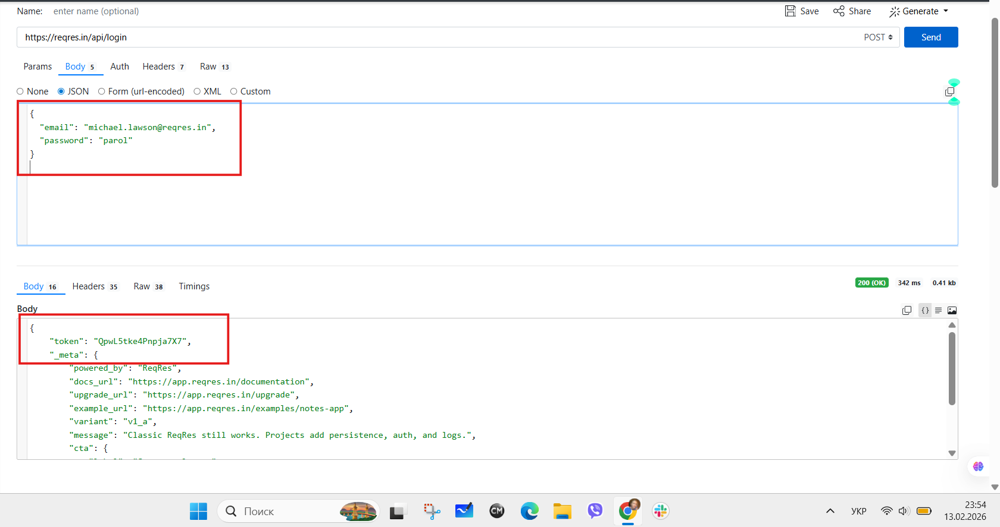 Name: enter name (optional)
Save Share Generate
https://reqres.in/api/login POST Send
Params Body 5 Auth Headers 7 Raw 13
None JSON Form (url-encoded) XML Custom
{
"email": "michael.lawson@reqres.in",
"password": "parol"
}
Body 16 Headers 35 Raw 38 Timings
200 (OK) 342 ms 0.41 kb
Body
{}
{
"token": "QpwL5tke4Pnpja7X7",
"_meta": {
"powered_by": "ReqRes",
"docs_url": "https://app.reqres.in/documentation",
"upgrade_url": "https://app.reqres.in/upgrade",
"example_url": "https://app.reqres.in/examples/notes-app",
"variant": "v1_a",
"message": "Classic ReqRes still works. Projects add persistence, auth, and logs.",
"cta": {
Поиск
CM
УКР
23:54
13.02.2026